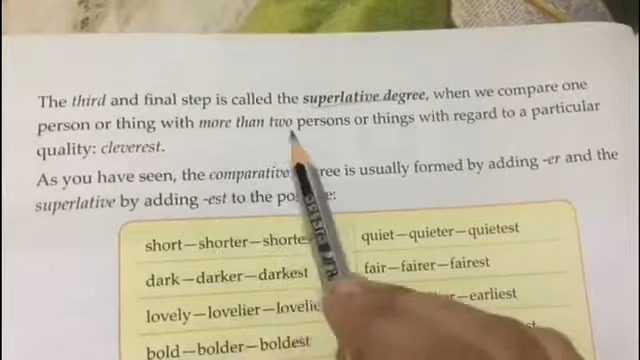 The third and final step is called the superlative degree, when we compare one
person or thing with more than two persons or things with regard to a particular
quality: cleverest.
As you have seen, the comparative is usually formed by adding -er and the
superlative by adding -est to the
short—shorter—
quiet—quieter—quietest
dark—darker—darkest
fair—fairer—fairest
lovely—lovelier—
—earliest
bold—bolder—boldest